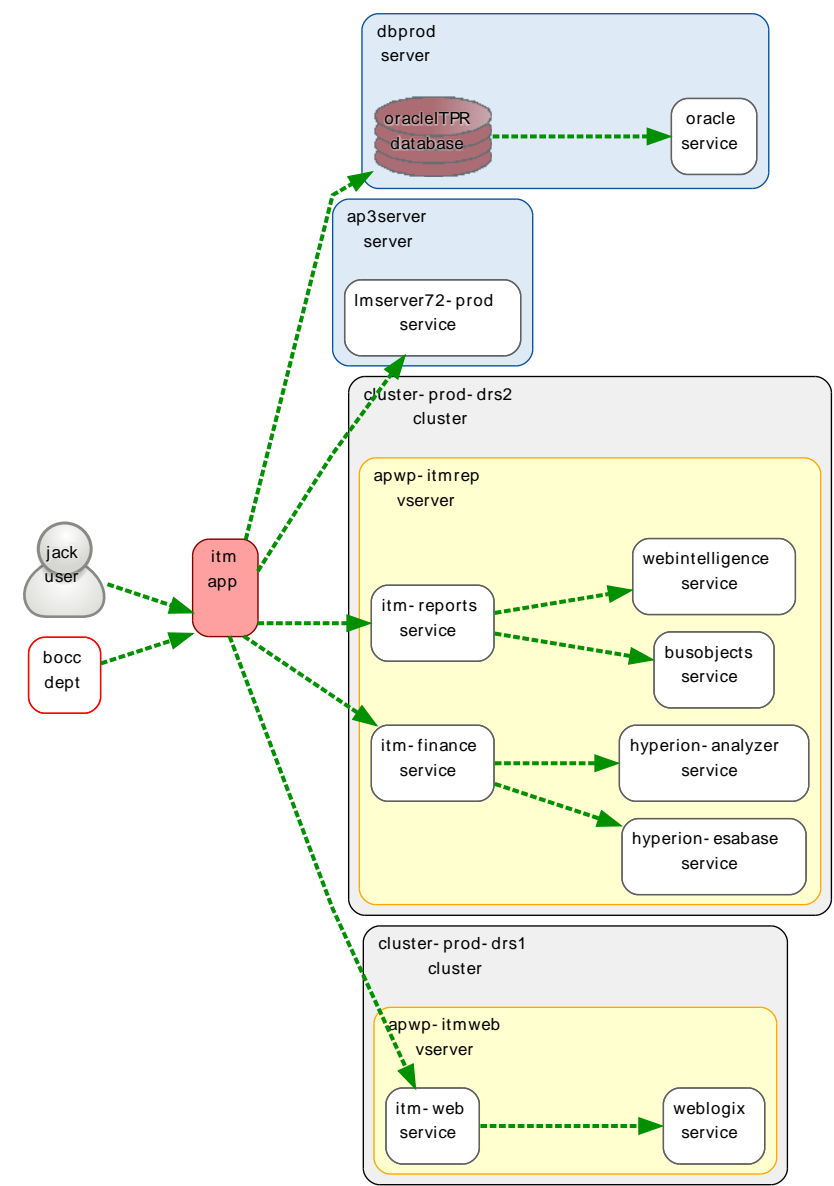 dbprod
server
oracleITPR
database
oracle
service
ap3server
server
lmserver72-prod
service
cluster-prod-drs2
cluster
apwp-itmrep
vserver
jack
user
itm
app
bocc
dept
itm-reports
service
webintelligence
service
busobjects
service
itm-finance
service
hyperion-analyzer
service
hyperion-esabase
service
cluster-prod-drs1
cluster
apwp-itmweb
vserver
itm-web
service
weblogix
service